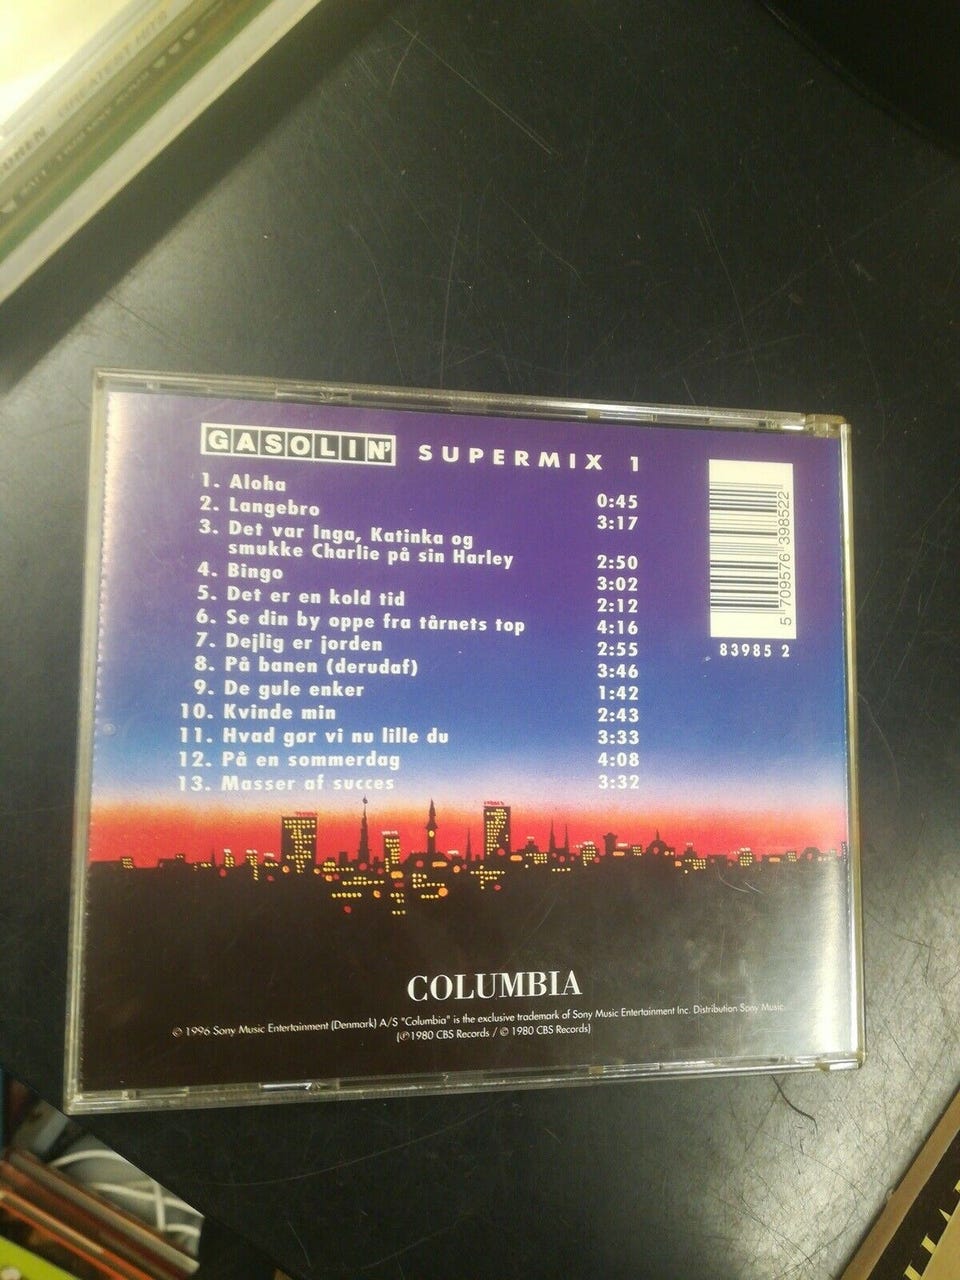 GREATEST HITS
GASOLIN' SUPERMIX 1
1. Aloha 0:45
2. Langebro 3:17
3. Det var Inga, Katinka og
smukke Charlie på sin Harley 2:50
4. Bingo 3:02
5. Det er en kold tid 2:12
6. Se din by oppe fra tårnets top 4:16
7. Dejlig er jorden 2:55
8. På banen (derudaf) 3:46
9. De gule enker 1:42
10. Kvinde min 2:43
11. Hvad gør vi nu lille du 3:33
12. På en sommerdag 4:08
13. Masser af succes 3:32
5 709576 398522
83985 2
COLUMBIA
© 1996 Sony Music Entertainment (Denmark) A/S "Columbia" is the exclusive trademark of Sony Music Entertainment Inc. Distribution Sony Music.
(℗1980 CBS Records / © 1980 CBS Records)